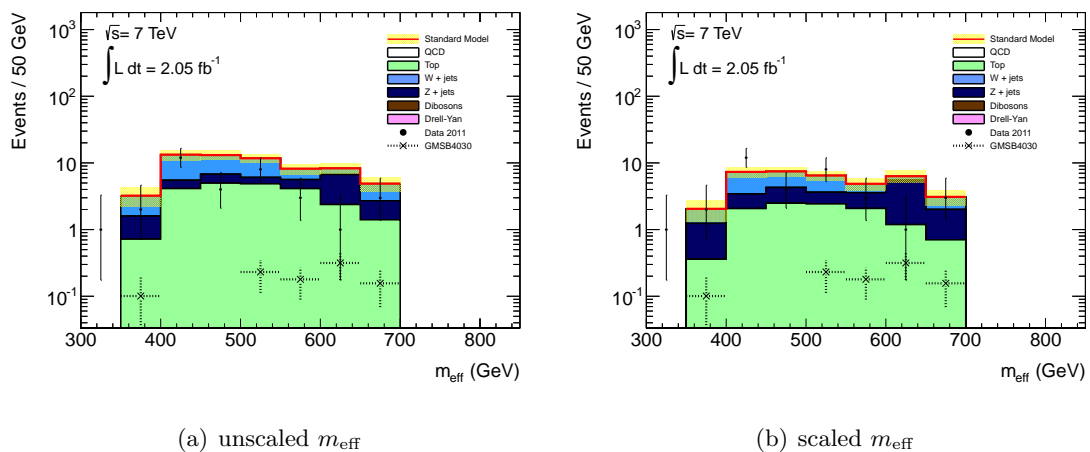 Events / 50 GeV
10³
10²
10
1
10⁻¹
√s= 7 TeV
∫ L dt = 2.05 fb⁻¹
Standard Model
QCD
Top
W + jets
Z + jets
Dibosons
Drell-Yan
Data 2011
GMSB4030
300 400 500 600 700 800
m_eff (GeV)
(a) unscaled m_eff
Events / 50 GeV
10³
10²
10
1
10⁻¹
√s= 7 TeV
∫ L dt = 2.05 fb⁻¹
Standard Model
QCD
Top
W + jets
Z + jets
Dibosons
Drell-Yan
Data 2011
GMSB4030
300 400 500 600 700 800
m_eff (GeV)
(b) scaled m_eff